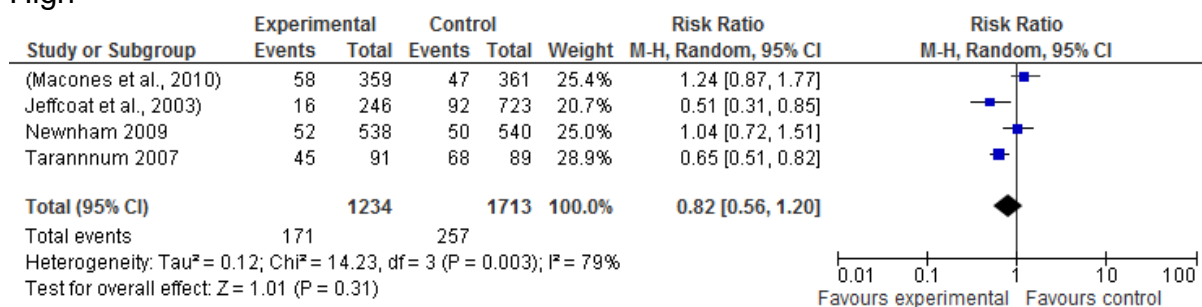 High
Experimental Control Risk Ratio Risk Ratio
Study or Subgroup Events Total Events Total Weight M-H, Random, 95% CI M-H, Random, 95% CI
(Macones et al., 2010) 58 359 47 361 25.4% 1.24 [0.87, 1.77]
Jeffcoat et al., 2003) 16 246 92 723 20.7% 0.51 [0.31, 0.85]
Newnham 2009 52 538 50 540 25.0% 1.04 [0.72, 1.51]
Tarannnum 2007 45 91 68 89 28.9% 0.65 [0.51, 0.82]
Total (95% CI) 1234 1713 100.0% 0.82 [0.56, 1.20]
Total events 171 257
Heterogeneity: Tau² = 0.12; Chi² = 14.23, df = 3 (P = 0.003); I² = 79%
Test for overall effect: Z = 1.01 (P = 0.31)
0.01 0.1 1 10 100
Favours experimental Favours control